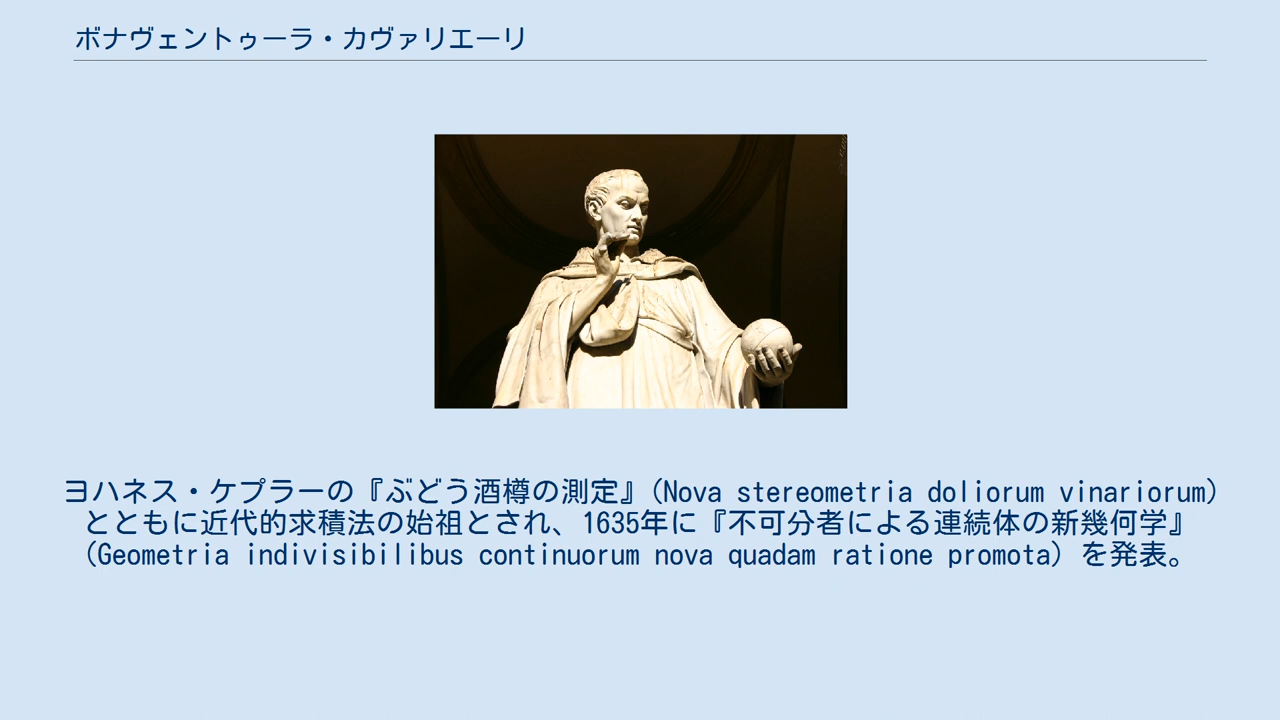 ボナヴェントゥーラ・カヴァリエーリ
ヨハネス・ケプラーの『ぶどう酒樽の測定』(Nova stereometria doliorum vinariorum)
とともに近代的求積法の始祖とされ、1635年に『不可分者による連続体の新幾何学』
(Geometria indivisibilibus continuorum nova quadam ratione promota) を発表。